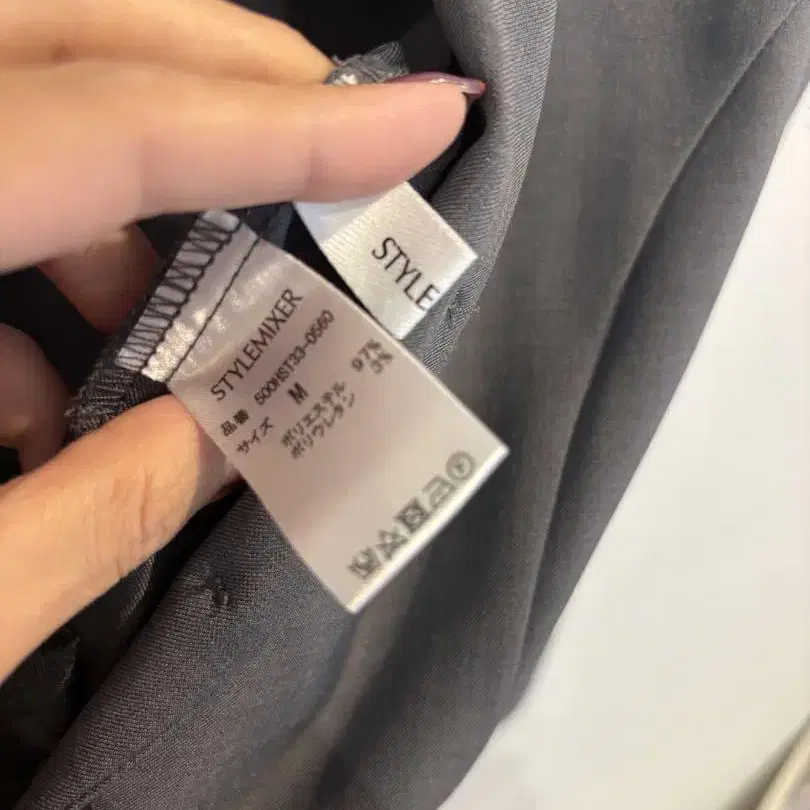 STYLE
STYLEMIXER
品番 500HST33-0560
サイズ M
ポリエステル 97%
ポリウレタン 3%